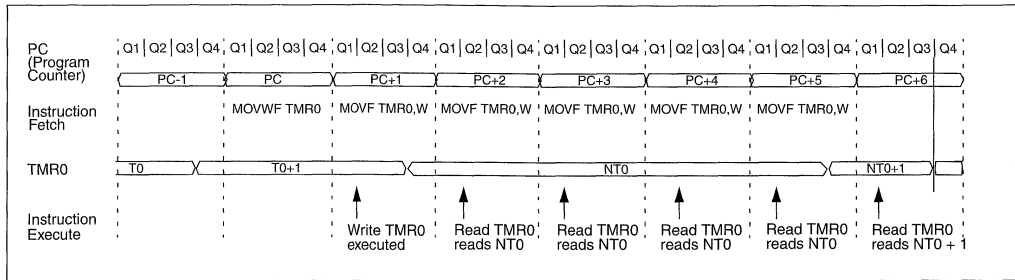 Q1 Q2 Q3 Q4 Q1 Q2 Q3 Q4 Q1 Q2 Q3 Q4 Q1 Q2 Q3 Q4 Q1 Q2 Q3 Q4 Q1 Q2 Q3 Q4 Q1 Q2 Q3 Q4 Q1 Q2 Q3 Q4
PC
(Program
Counter)
PC-1 PC PC+1 PC+2 PC+3 PC+4 PC+5 PC+6
Instruction
Fetch
MOVWF TMR0 MOVF TMR0,W MOVF TMR0,W MOVF TMR0,W MOVF TMR0,W MOVF TMR0,W
TMR0
T0 T0+1 NT0 NT0+1
Instruction
Execute
Write TMR0
executed
Read TMR0
reads NT0
Read TMR0
reads NT0
Read TMR0
reads NT0
Read TMR0
reads NT0
Read TMR0
reads NT0 + 1